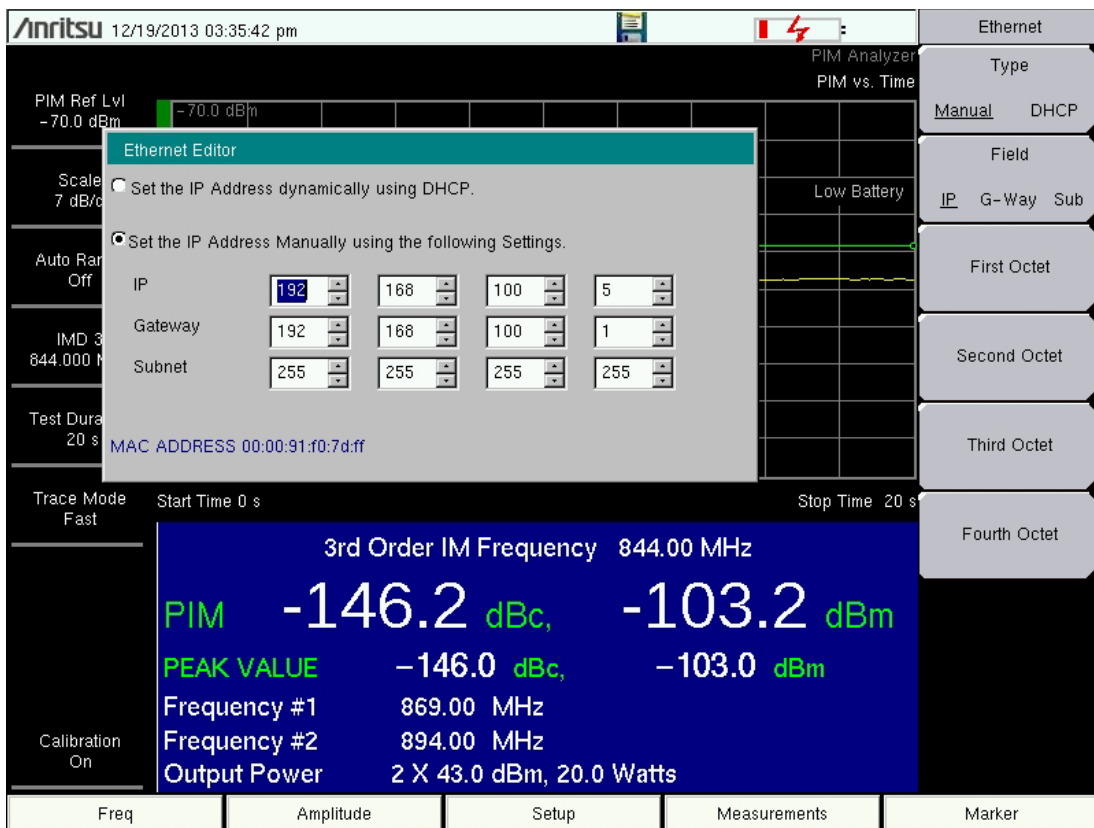 Anritsu 12/19/2013 03:35:42 pm
Ethernet
PIM Analyzer
PIM vs. Time
Type
Manual DHCP
PIM Ref Lvl
-70.0 dBm
-70.0 dBm
Field
IP G-Way Sub
Ethernet Editor
Scale
7 dB/d
Set the IP Address dynamically using DHCP.
Low Battery
Set the IP Address Manually using the following Settings.
Auto Ran
Off
First Octet
IP 192 168 100 5
Gateway 192 168 100 1
IMD 3
844.000 M
Second Octet
Subnet 255 255 255 255
Test Dura
20 s
MAC ADDRESS 00:00:91:f0:7d:ff
Third Octet
Trace Mode
Fast
Start Time 0 s
Stop Time 20 s
Fourth Octet
3rd Order IM Frequency 844.00 MHz
PIM -146.2 dBc, -103.2 dBm
PEAK VALUE -146.0 dBc, -103.0 dBm
Frequency #1 869.00 MHz
Frequency #2 894.00 MHz
Output Power 2 X 43.0 dBm, 20.0 Watts
Calibration
On
Freq
Amplitude
Setup
Measurements
Marker